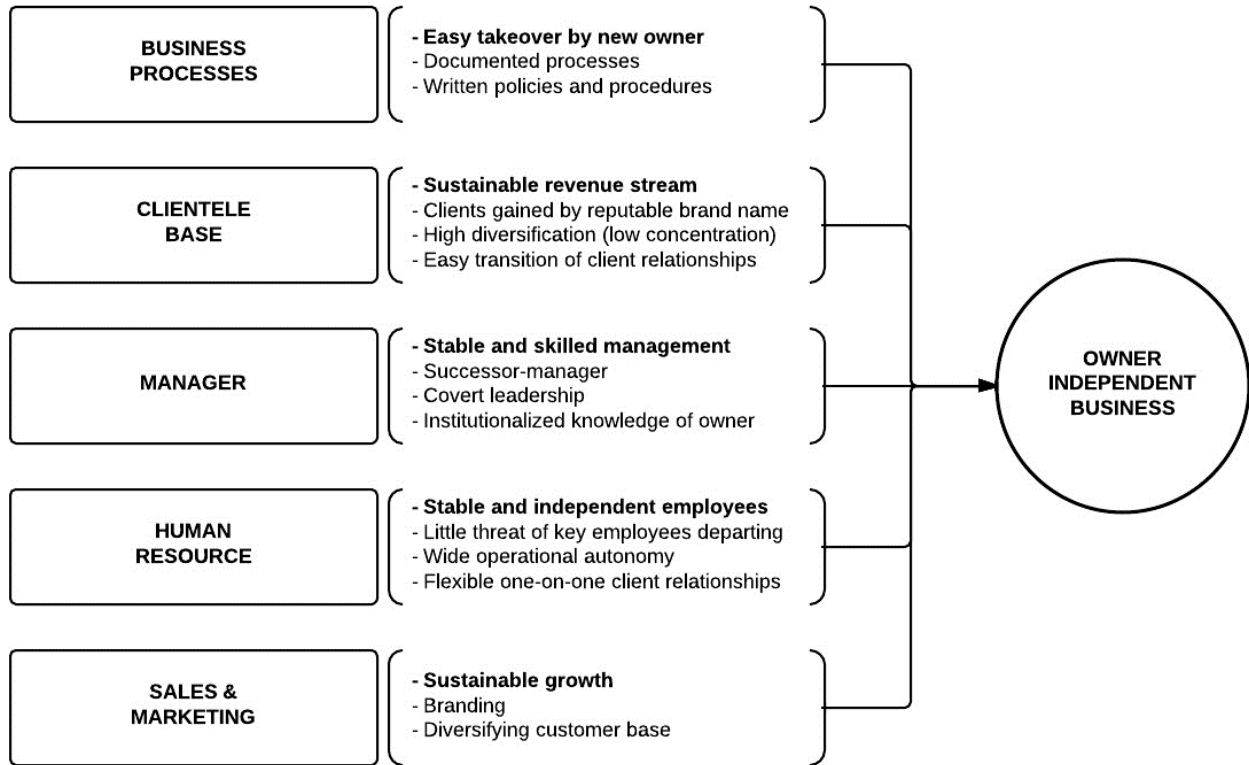 BUSINESS
PROCESSES
- Easy takeover by new owner
- Documented processes
- Written policies and procedures
CLIENTELE
BASE
- Sustainable revenue stream
- Clients gained by reputable brand name
- High diversification (low concentration)
- Easy transition of client relationships
MANAGER
- Stable and skilled management
- Successor-manager
- Covert leadership
- Institutionalized knowledge of owner
HUMAN
RESOURCE
- Stable and independent employees
- Little threat of key employees departing
- Wide operational autonomy
- Flexible one-on-one client relationships
SALES &
MARKETING
- Sustainable growth
- Branding
- Diversifying customer base
OWNER
INDEPENDENT
BUSINESS